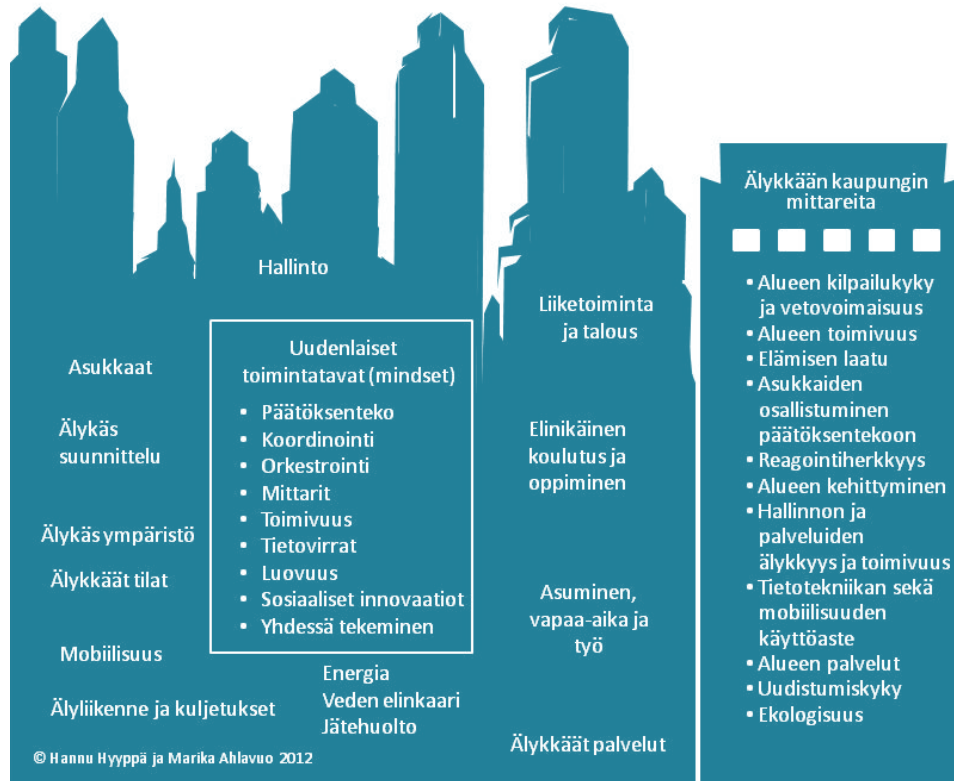 Hallinto
Asukkaat
Älykäs
suunnittelu
Älykäs ympäristö
Älykkäät tilat
Mobiilisuus
Älyliikenne ja kuljetukset
Uudenlaiset
toimintatavat (mindset)
• Päätöksenteko
• Koordinointi
• Orkestrointi
• Mittarit
• Toimivuus
• Tietovirrat
• Luovuus
• Sosiaaliset innovaatiot
• Yhdessä tekeminen
Energia
Veden elinkaari
Jätehuolto
Liiketoiminta
ja talous
Elinikäinen
koulutus ja
oppiminen
Asuminen,
vapaa-aika ja
työ
Älykkäät palvelut
Älykkään kaupungin
mittareita
• Alueen kilpailukyky
ja vetovoimaisuus
• Alueen toimivuus
• Elämisen laatu
• Asukkaiden
osallistuminen
päätöksentekoon
• Reagointiherkkyys
• Alueen kehittyminen
• Hallinnon ja
palveluiden
älykkyys ja toimivuus
• Tietotekniikan sekä
mobiilisuuden
käyttöaste
• Alueen palvelut
• Uudistumiskyky
• Ekologisuus
© Hannu Hyyppä ja Marika Ahlavuo 2012